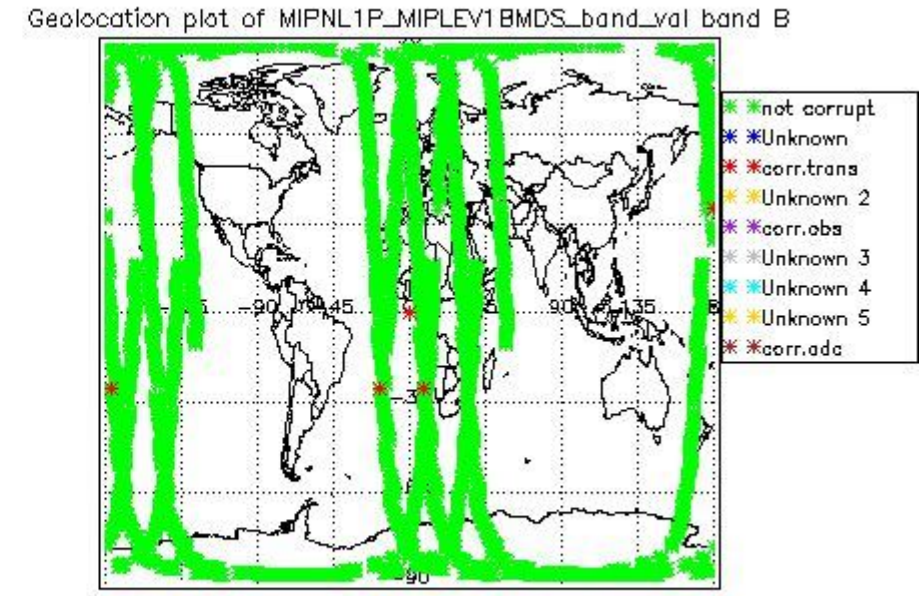 Geolocation plot of MIPNL1P_MIPLEV1BMDS_band_val band B
not corrupt
Unknown
corr.trans
Unknown 2
corr.obs
Unknown 3
Unknown 4
Unknown 5
corr.adc
-90
-45
90
135
-90